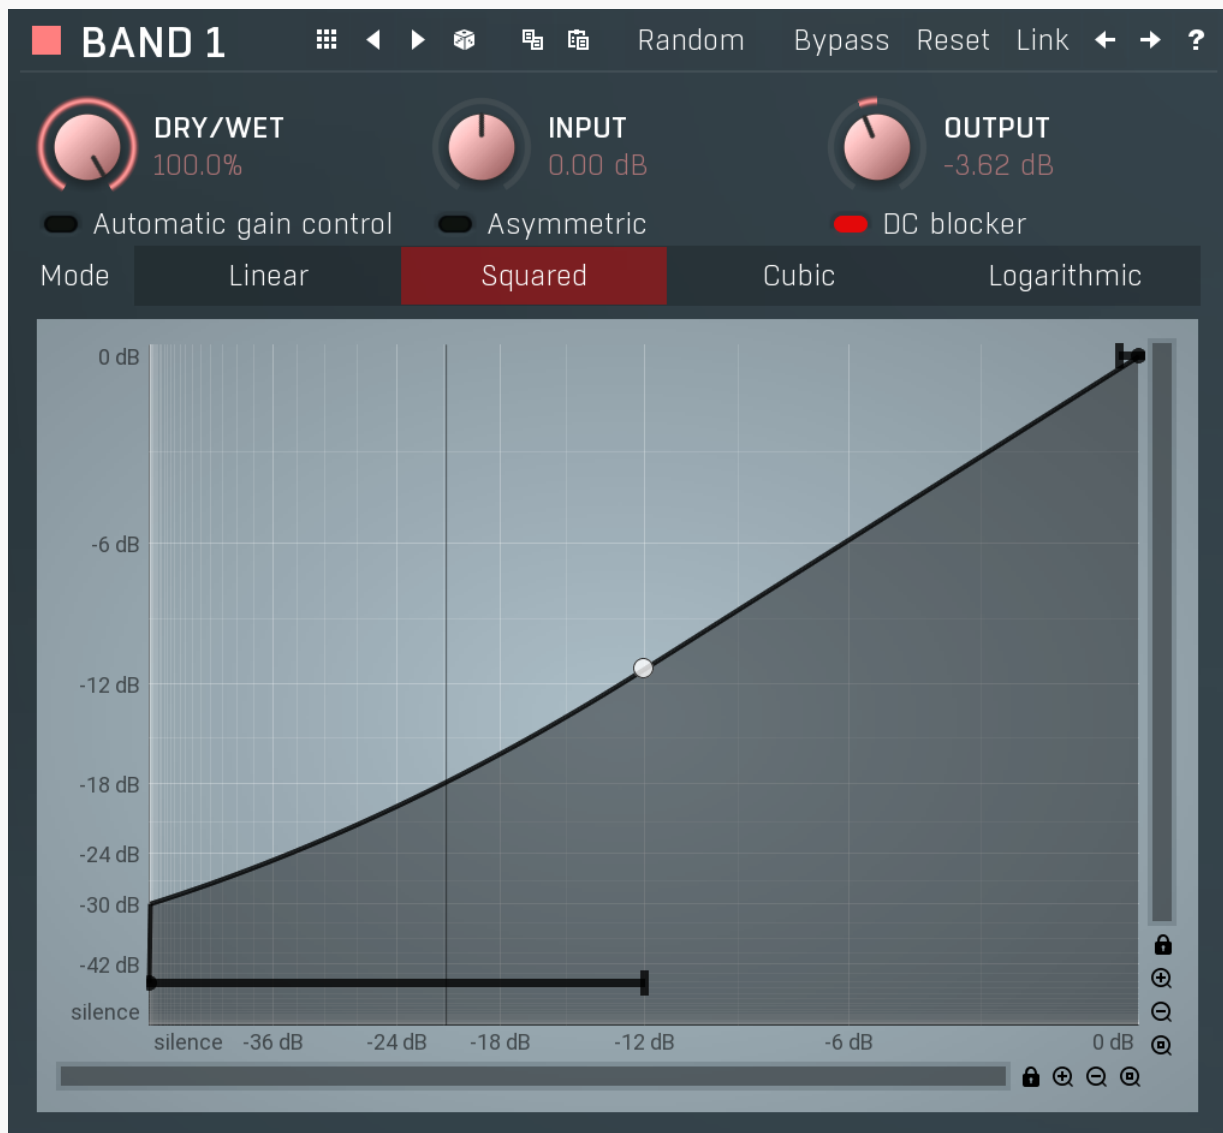 BAND 1 Random Bypass Reset Link ?
DRY/WET INPUT OUTPUT
100.0% 0.00 dB -3.62 dB
Automatic gain control Asymmetric DC blocker
Mode Linear Squared Cubic Logarithmic
0 dB
-6 dB
-12 dB
-18 dB
-24 dB
-30 dB
-42 dB
silence
silence -36 dB -24 dB -18 dB -12 dB -6 dB 0 dB